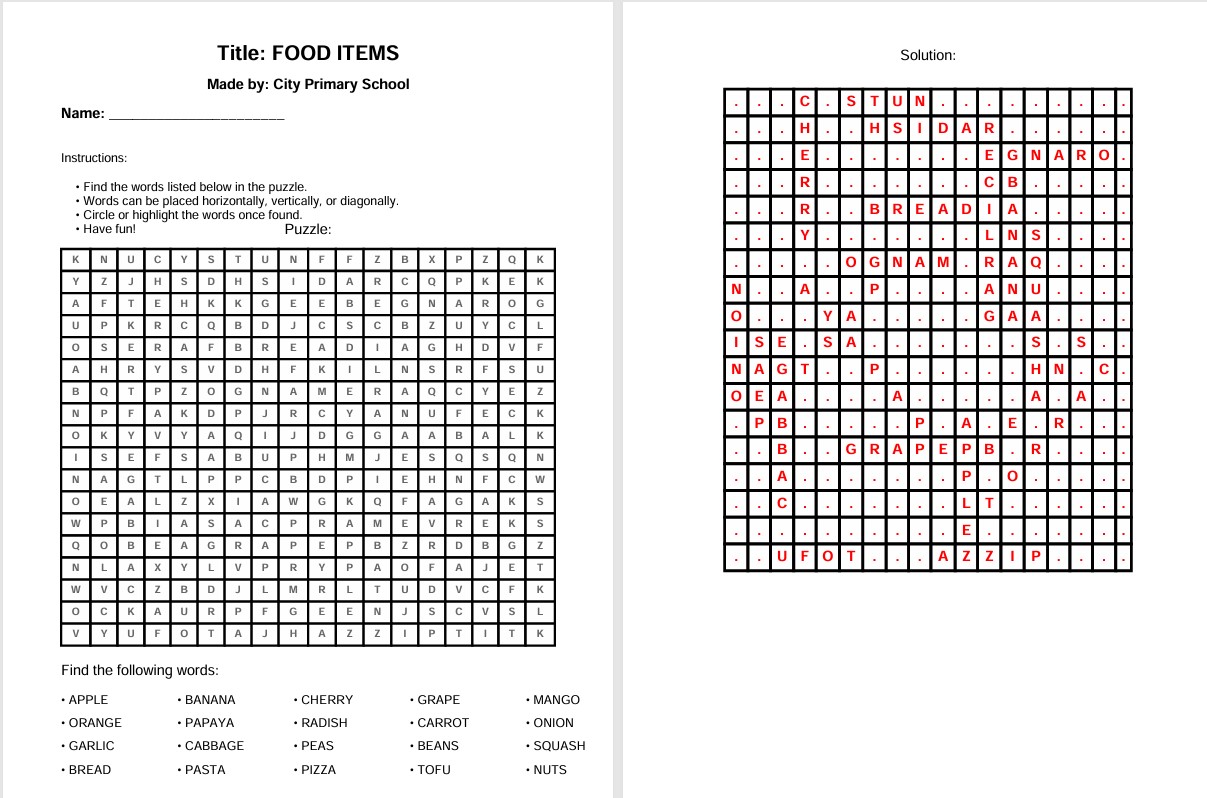 Title: FOOD ITEMS
Made by: City Primary School
Name: ______________________
Instructions:
• Find the words listed below in the puzzle.
• Words can be placed horizontally, vertically, or diagonally.
• Circle or highlight the words once found.
• Have fun!
Puzzle:
K N U C Y S T U N F F Z B X P Z Q K
Y Z J H S D H S I D A R C Q P K E K
A F T E H K K G E E B E G N A R O G
U P K R C Q B D J C S C B Z U Y C L
O S E R A F B R E A D I A G H D V F
A H R Y S V D H F K I L N S R F S U
B Q T P Z O G N A M E R A Q C Y E Z
N P F A K D P J R C Y A N U F E C K
O K Y V Y A Q I J D G G A A B A L K
I S E F S A B U P H M J E S Q S Q N
N A G T L P P C B D P I E H N F C W
O E A L Z X I A W G K Q F A G A K S
W P B I A S A C P R A M E V R E K S
Q O B E A G R A P E P B Z R D B G Z
N L A X Y L V P R Y P A O F A J E T
W V C Z B D J L M R L T U D V C F K
O C K A U R P F G E E N J S C V S L
V Y U F O T A J H A Z Z I P T I T K
Find the following words:
• APPLE • BANANA • CHERRY • GRAPE • MANGO
• ORANGE • PAPAYA • RADISH • CARROT • ONION
• GARLIC • CABBAGE • PEAS • BEANS • SQUASH
• BREAD • PASTA • PIZZA • TOFU • NUTS
Solution:
. . . C . S T U N . . . . . . . . .
. . . H . . H S I D A R . . . . . .
. . . E . . . . . . . E G N A R O .
. . . R . . . . . . . C B . . . . .
. . . R . . B R E A D I A . . . . .
. . . Y . . . . . . . L N S . . . .
. . . . . O G N A M . R A Q . . . .
N . . A . . P . . . . A N U . . . .
O . . . Y A . . . . . G A A . . . .
I S E . S A . . . . . . . S . S . .
N A G T . . P . . . . . . H N . C .
O E A . . . . A . . . . . A . A . .
. P B . . . . . P . A . E . R . . .
. . B . . G R A P E P B . R . . . .
. . A . . . . . . . P . O . . . . .
. . C . . . . . . . L T . . . . . .
. . . . . . . . . . E . . . . . . .
. . U F O T . . . A Z Z I P . . . .